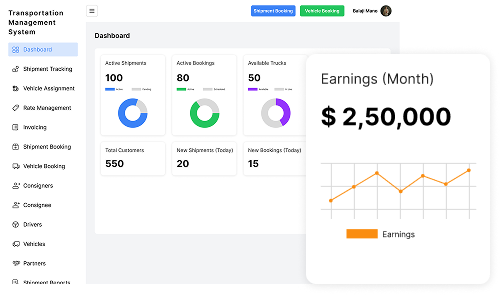 Transportation
Management
System
Dashboard
Shipment Tracking
Vehicle Assignment
Rate Management
Invoicing
Shipment Booking
Vehicle Booking
Consigners
Consignee
Drivers
Vehicles
Partners
Shipment Reports
Shipment Booking
Vehicle Booking
Balaji Mano
Dashboard
Active Shipments
100
Active
Pending
Active Bookings
80
Active
Scheduled
Available Trucks
50
Available
Total Customers
550
New Shipments (Today)
20
New Bookings (Today)
15
Earnings (Month)
$ 2,50,000
Earnings